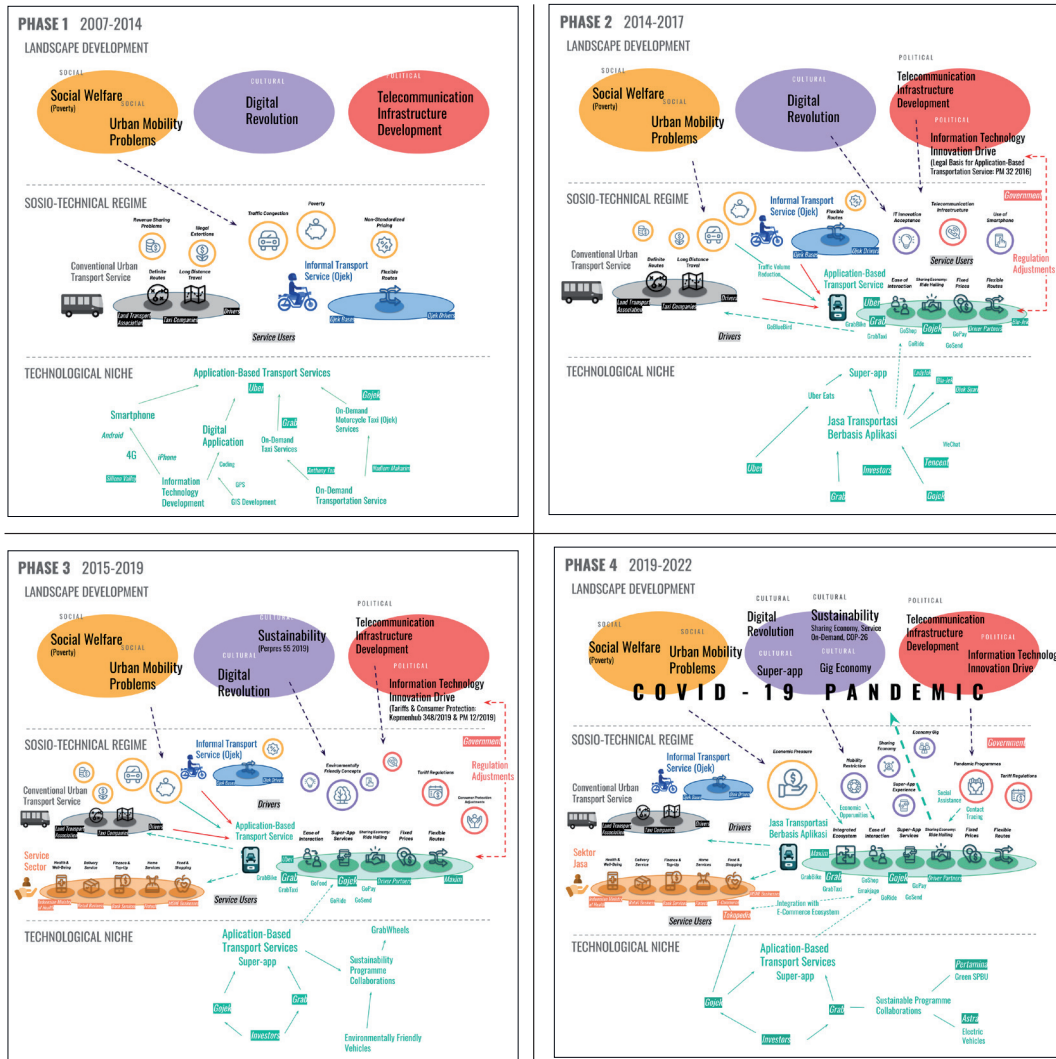 PHASE 1 2007-2014
LANDSCAPE DEVELOPMENT
SOCIAL
Social Welfare
(Poverty)
SOCIAL
Urban Mobility
Problems
CULTURAL
Digital
Revolution
POLITICAL
Telecommunication
Infrastructure
Development
SOSIO-TECHNICAL REGIME
Revenue Sharing
Problems
Illegal
Extortions
Traffic Congestion
Poverty
Non-Standardized
Pricing
Conventional Urban
Transport Service
Definite
Routes
Long Distance
Travel
Informal Transport
Service (Ojek)
Flexible
Routes
Land Transport
Association
Taxi Companies
Drivers
Ojek Basis
Ojek Drivers
Service Users
TECHNOLOGICAL NICHE
Application-Based Transport Services
Uber
Gojek
Smartphone
Android
4G
iPhone
Digital
Application
Grab
On-Demand
Taxi Services
On-Demand
Motorcycle Taxi (Ojek)
Services
Coding
Anthony Tan
Nadiem Makarim
Information
Technology
Development
GPS
GIS Development
On-Demand
Transportation Service
PHASE 2 2014-2017
LANDSCAPE DEVELOPMENT
SOCIAL
Social Welfare
(Poverty)
SOCIAL
Urban Mobility
Problems
CULTURAL
Digital
Revolution
POLITICAL
Telecommunication
Infrastructure
Development
POLITICAL
Information Technology
Innovation Drive
(Legal Basis for Application-Based
Transportation Service: PM 32 2016)
SOSIO-TECHNICAL REGIME
Government
Informal Transport
Service (Ojek)
Flexible
Routes
Ojek Basis
Ojek Drivers
IT Innovation
Acceptance
Telecommunication
Infrastructure
Use of
Smartphone
Service Users
Regulation
Adjustments
Conventional Urban
Transport Service
Definite
Routes
Long Distance
Travel
Traffic Volume
Reduction
Application-Based
Transport Service
Ease of
Interaction
Sharing Economy:
Ride Hailing
Fixed
Prices
Flexible
Routes
Land Transport
Association
Taxi Companies
Drivers
Uber
Grab
Gojek
Driver Partners
GoBlueBird
GrabBike
GrabTaxi
GoShop
GoRide
GoPay
GoSend
Drivers
TECHNOLOGICAL NICHE
Super-app
Uber Eats
LadyJek
Blu-Jek
Ojek Syari
Jasa Transportasi
Berbasis Aplikasi
WeChat
Uber
Investors
Tencent
Grab
Gojek
PHASE 3 2015-2019
LANDSCAPE DEVELOPMENT
SOCIAL
Social Welfare
(Poverty)
SOCIAL
Urban Mobility
Problems
CULTURAL
Sustainability
(Perpres 55 2019)
CULTURAL
Digital
Revolution
POLITICAL
Telecommunication
Infrastructure
Development
POLITICAL
Information Technology
Innovation Drive
(Tariffs & Consumer Protection:
Kepmenhub 348/2019 & PM 12/2019)
SOSIO-TECHNICAL REGIME
Government
Informal Transport
Service (Ojek)
Environmentally
Friendly Concepts
Tariff Regulations
Consumer Protection
Adjustments
Regulation
Adjustments
Conventional Urban
Transport Service
Drivers
Land Transport
Association
Taxi Companies
Drivers
Application-Based
Transport Service
Ease of
Interaction
Super-App
Services
Sharing Economy:
Ride Hailing
Fixed
Prices
Flexible
Routes
Service
Sector
Health &
Well-Being
Delivery
Service
Finance &
Top-Up
Home
Services
Food &
Shopping
Grab
Gojek
Driver Partners
Maxim
GrabBike
GrabTaxi
GoFood
GoRide
GoPay
GoSend
Service Users
TECHNOLOGICAL NICHE
Aplication-Based
Transport Services
Super-app
GrabWheels
Sustainability
Programme
Collaborations
Gojek
Grab
Investors
Environmentally Friendly
Vehicles
PHASE 4 2019-2022
LANDSCAPE DEVELOPMENT
SOCIAL
Social Welfare
(Poverty)
SOCIAL
Urban Mobility
Problems
CULTURAL
Digital
Revolution
CULTURAL
Sustainability
Sharing Economy, Service
On-Demand, COP-26
CULTURAL
Super-app
CULTURAL
Gig Economy
POLITICAL
Telecommunication
Infrastructure
Development
POLITICAL
Information Technology
Innovation Drive
COVID-19 PANDEMIC
SOSIO-TECHNICAL REGIME
Government
Informal Transport
Service (Ojek)
Economic Pressure
Mobility
Restriction
Sharing
Economy
Economy Gig
Super-App
Experience
Pandemic Programmes
Tariff Regulations
Social
Assistance
Contact
Tracing
Economic
Opportunities
Conventional Urban
Transport Service
Drivers
Land Transport
Association
Taxi Companies
Drivers
Jasa Transportasi
Berbasis Aplikasi
Integrated
Ecosystem
Ease of
Interaction
Super-App
Services
Sharing Economy:
Ride Hailing
Fixed
Prices
Flexible
Routes
Sektor
Jasa
Health &
Well-Being
Delivery
Service
Finance &
Top-Up
Home
Services
Food &
Shopping
Maxim
Grab
Gojek
Driver Partners
GrabBike
GrabTaxi
GoShop
GoRide
GoPay
GoSend
Tokopedia
Integration with
E-Commerce Ecosystem
Service Users
TECHNOLOGICAL NICHE
Aplication-Based
Transport Services
Super-app
Gojek
Grab
Investors
Sustainable Programme
Collaborations
Pertamina
Green SPBU
Astra
Electric
Vehicles